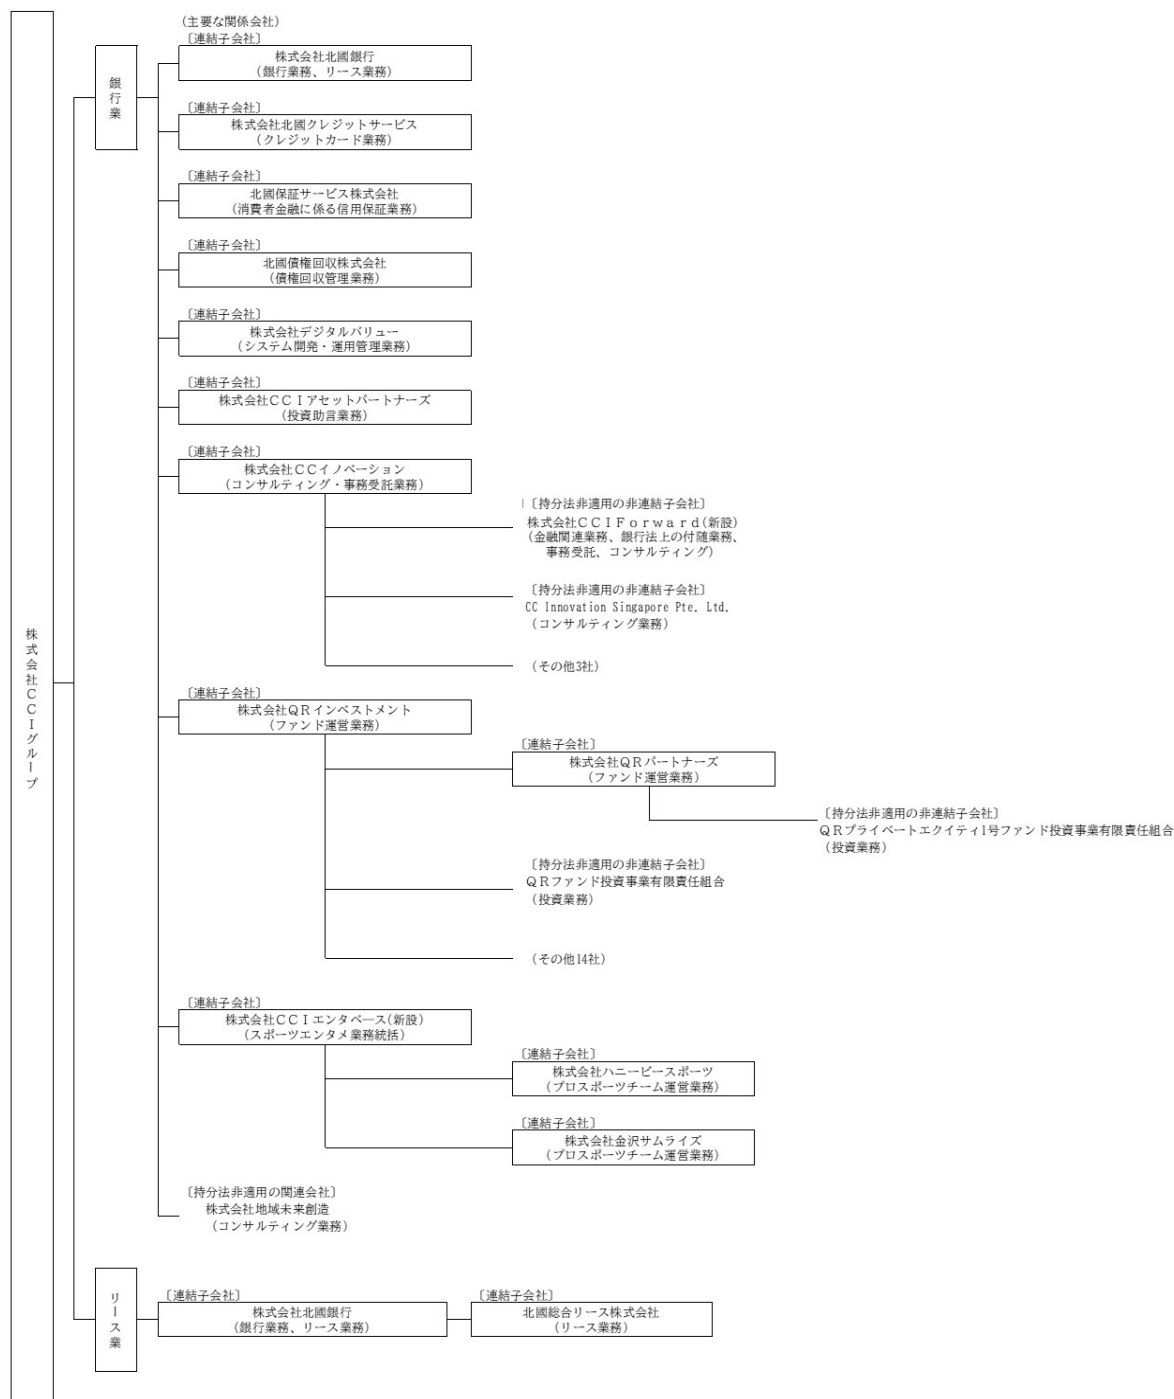 (主要な関係会社)
〔連結子会社〕
株式会社北國銀行
(銀行業務、リース業務)
銀行業
〔連結子会社〕
株式会社北國クレジットサービス
(クレジットカード業務)
〔連結子会社〕
北國保証サービス株式会社
(消費者金融に係る信用保証業務)
〔連結子会社〕
北國債権回収株式会社
(債権回収管理業務)
〔連結子会社〕
株式会社デジタルバリュー
(システム開発・運用管理業務)
〔連結子会社〕
株式会社CCIアセットパートナーズ
(投資助言業務)
〔連結子会社〕
株式会社CCイノベーション
(コンサルティング・事務受託業務)
〔持分法非適用の非連結子会社〕
株式会社CCIForward(新設)
(金融関連業務、銀行法上の付随業務、
事務受託、コンサルティング)
〔持分法非適用の非連結子会社〕
CC Innovation Singapore Pte. Ltd.
(コンサルティング業務)
(その他3社)
株式会社CCIグループ
〔連結子会社〕
株式会社QRインベストメント
(ファンド運営業務)
〔連結子会社〕
株式会社QRパートナーズ
(ファンド運営業務)
〔持分法非適用の非連結子会社〕
QRプライベートエクイティ1号ファンド投資事業有限責任組合
(投資業務)
〔持分法非適用の非連結子会社〕
QRファンド投資事業有限責任組合
(投資業務)
(その他14社)
〔連結子会社〕
株式会社CCIエンタベース(新設)
(スポーツエンタメ業務統括)
〔連結子会社〕
株式会社ハニービースポーツ
(プロスポーツチーム運営業務)
〔連結子会社〕
株式会社金沢サムライズ
(プロスポーツチーム運営業務)
〔持分法非適用の関連会社〕
株式会社地域未来創造
(コンサルティング業務)
リース業
〔連結子会社〕
株式会社北國銀行
(銀行業務、リース業務)
〔連結子会社〕
北國総合リース株式会社
(リース業務)